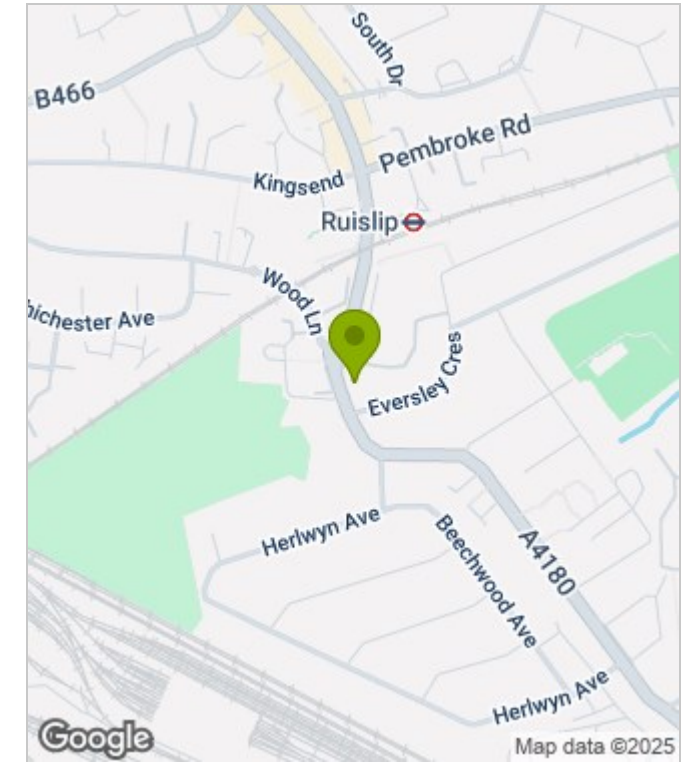 South Dr
B466
Pembroke Rd
Kingsend
Ruislip
Wood Ln
hichester Ave
Eversley Cres
Herlwyn Ave
Beechwood Ave
A4180
Herlwyn Ave
Google
Map data ©2025